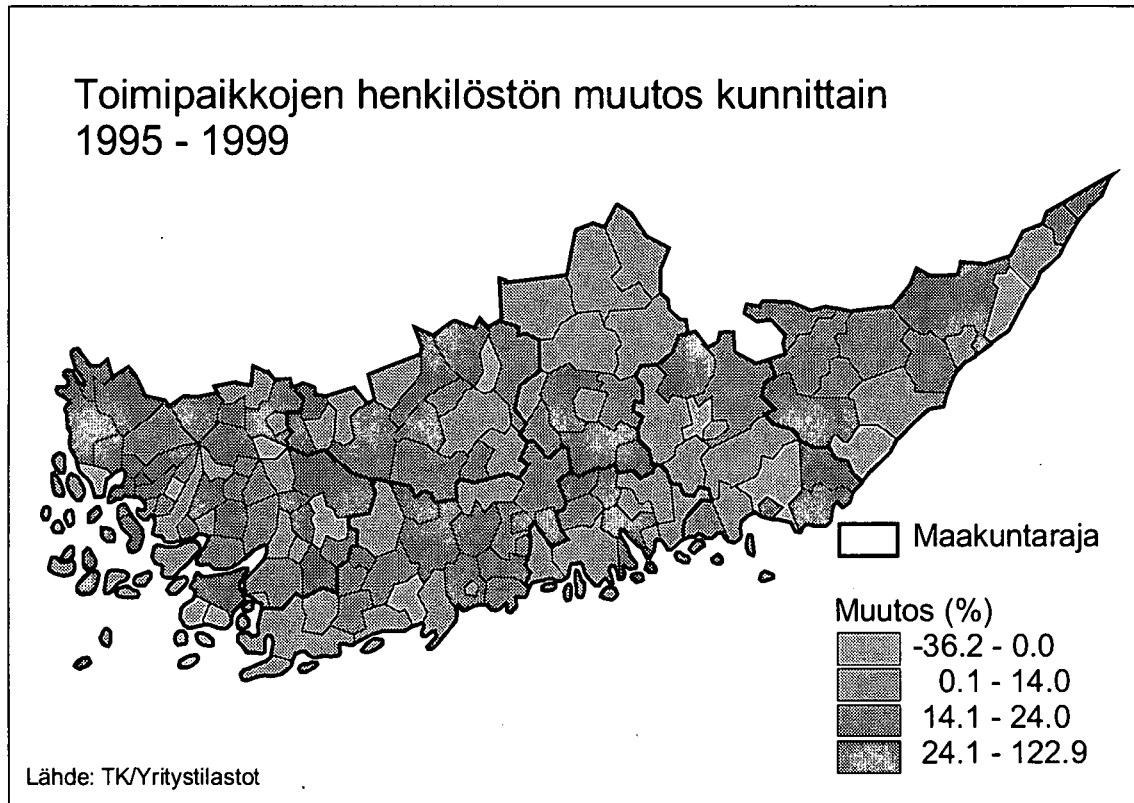 Toimipaikkojen henkilöstön muutos kunnittain
1995 - 1999
Maakuntaraja
Muutos (%)
-36.2 - 0.0
0.1 - 14.0
14.1 - 24.0
24.1 - 122.9
Lähde: TK/Yritystilastot